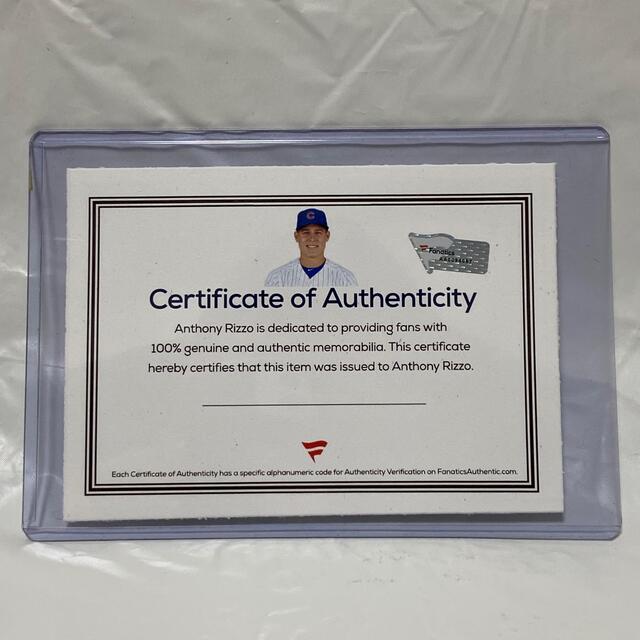 C
Fanatics
Certificate of Authenticity
Anthony Rizzo is dedicated to providing fans with
100% genuine and authentic memorabilia. This certificate
hereby certifies that this item was issued to Anthony Rizzo.
Each Certificate of Authenticity has a specific alphanumeric code for Authenticity Verification on FanaticsAuthentic.com.